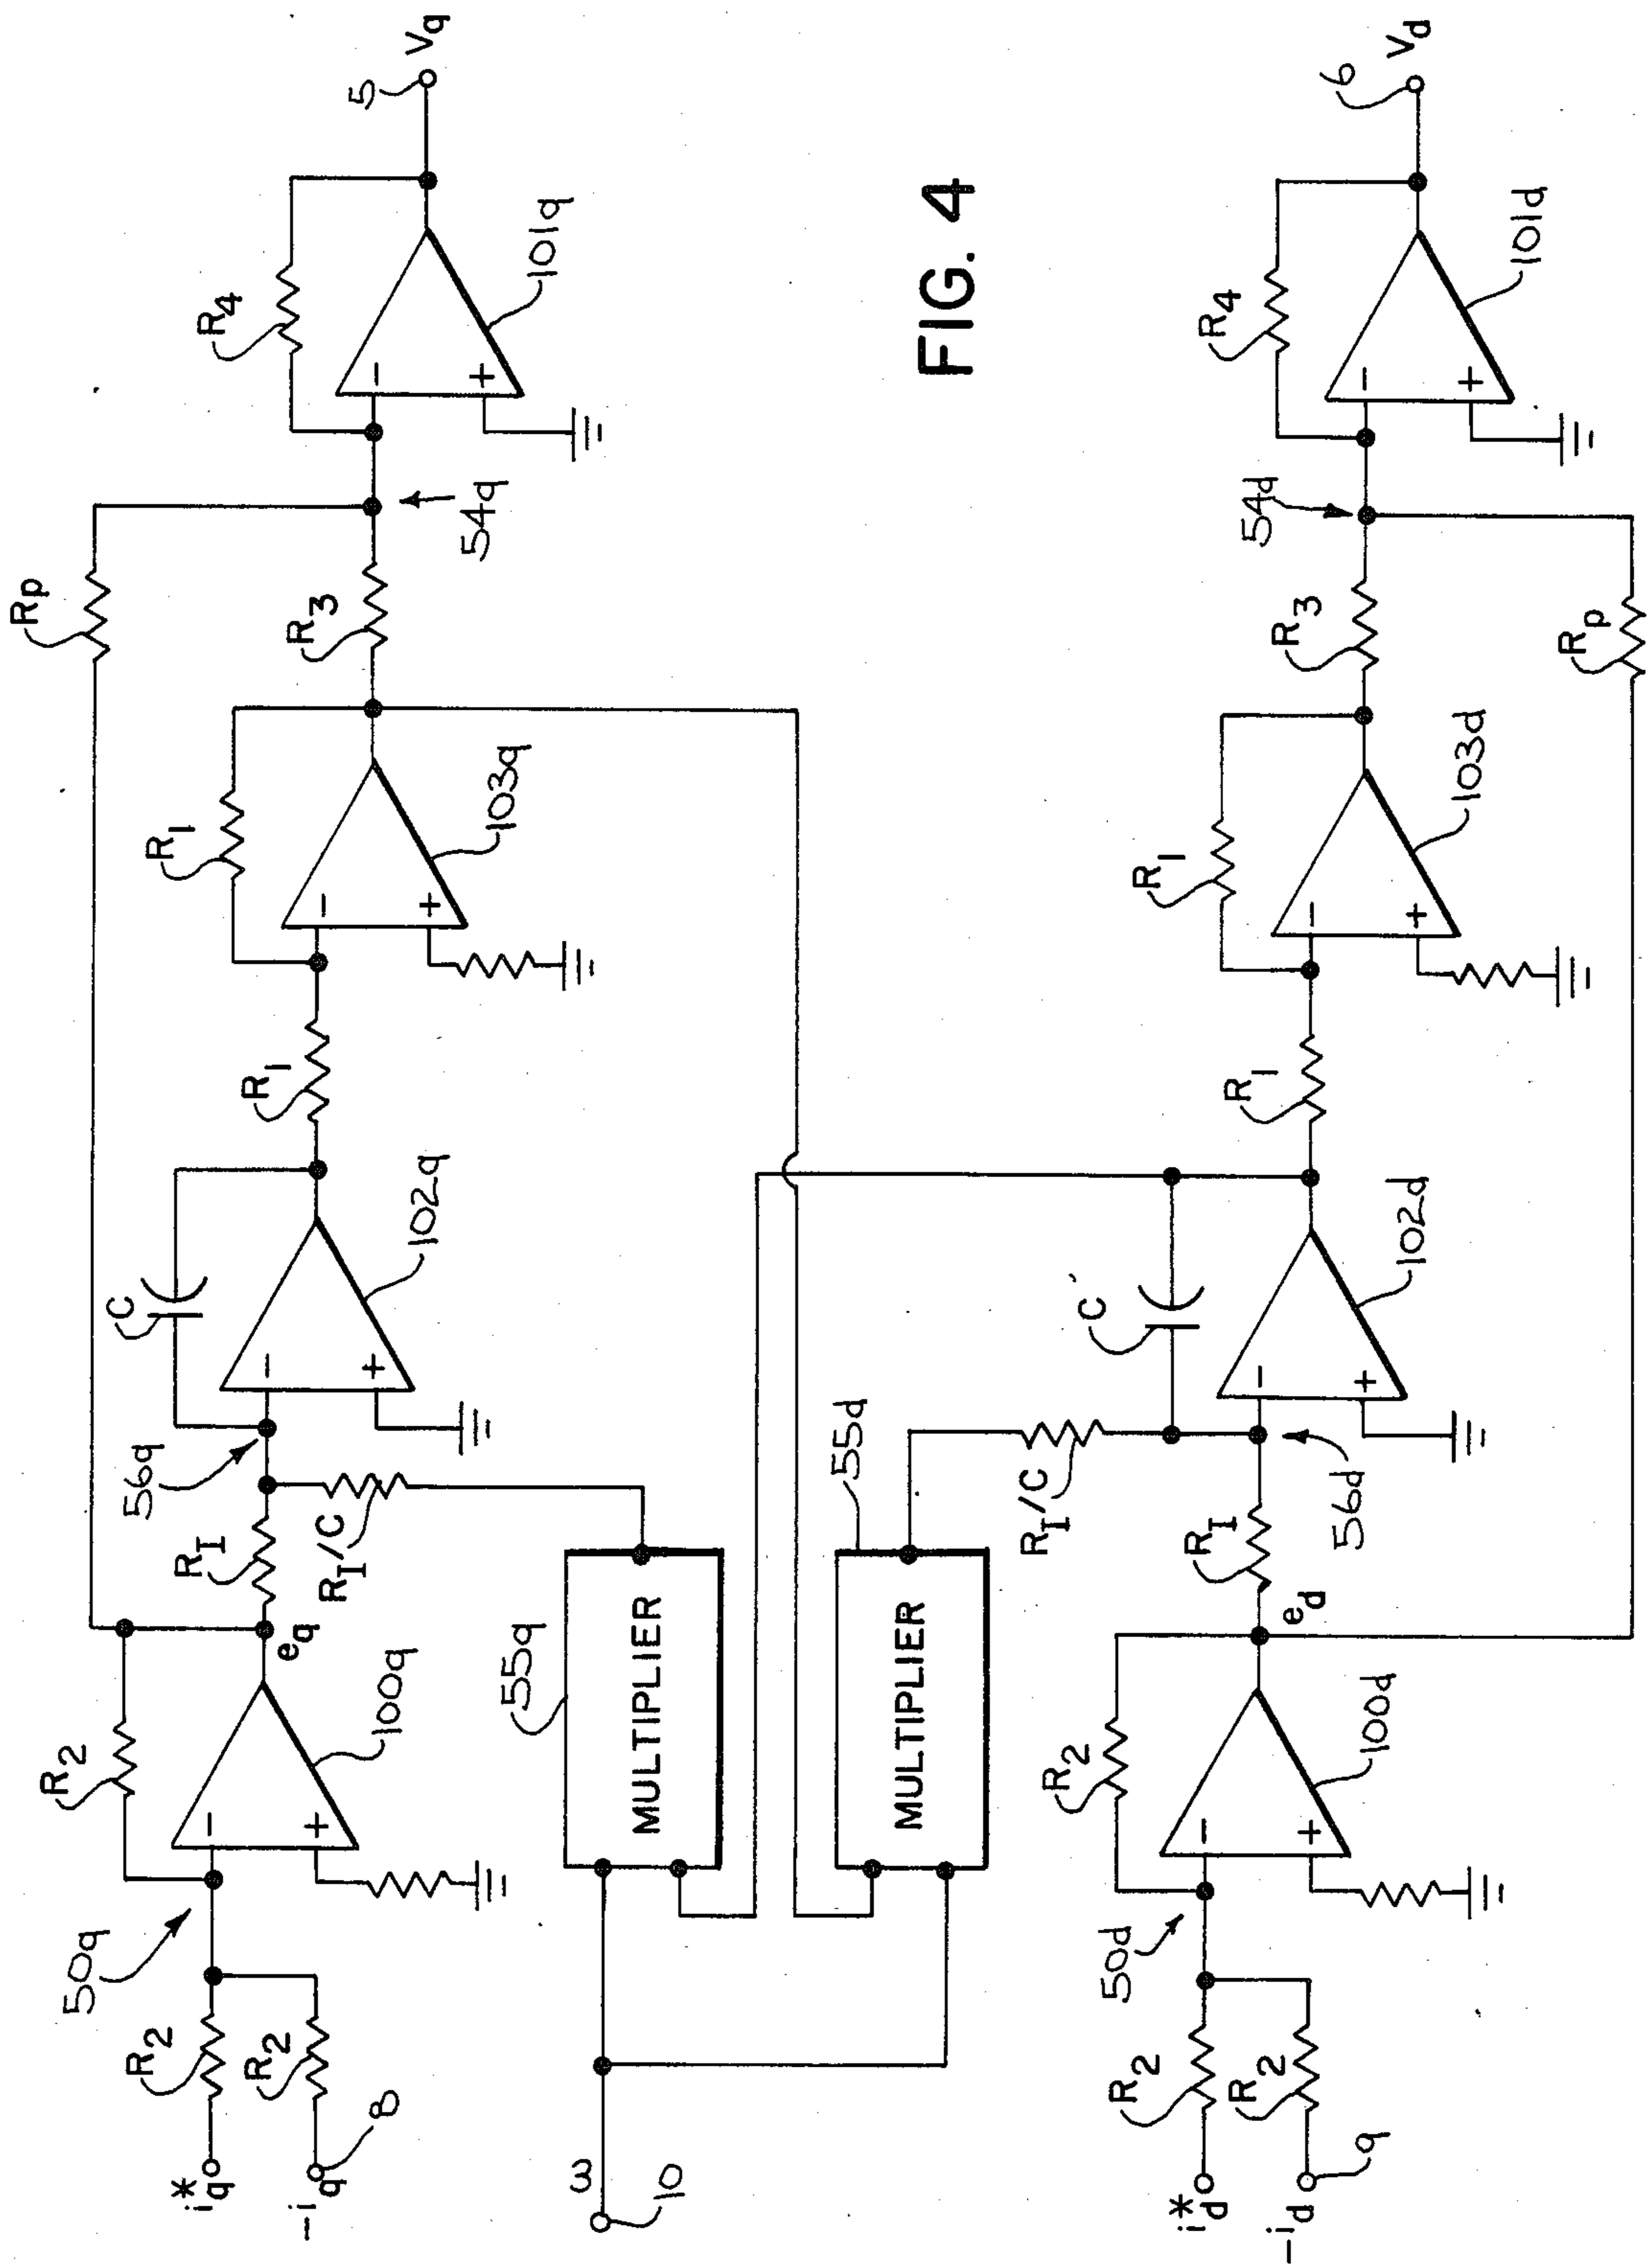 i*q
-iq
8
R2
R2
50q
R2
100q
eq
RI
RI/C
56q
C
102q
R1
R1
103q
Rp
R3
54q
R4
101q
5
Vq
ω
10
55q
MULTIPLIER
MULTIPLIER
55d
FIG. 4
i*d
-id
9
R2
R2
50d
R2
100d
ed
RI
RI/C
56d
C
102d
R1
R1
103d
R3
Rp
54d
R4
101d
6
Vd